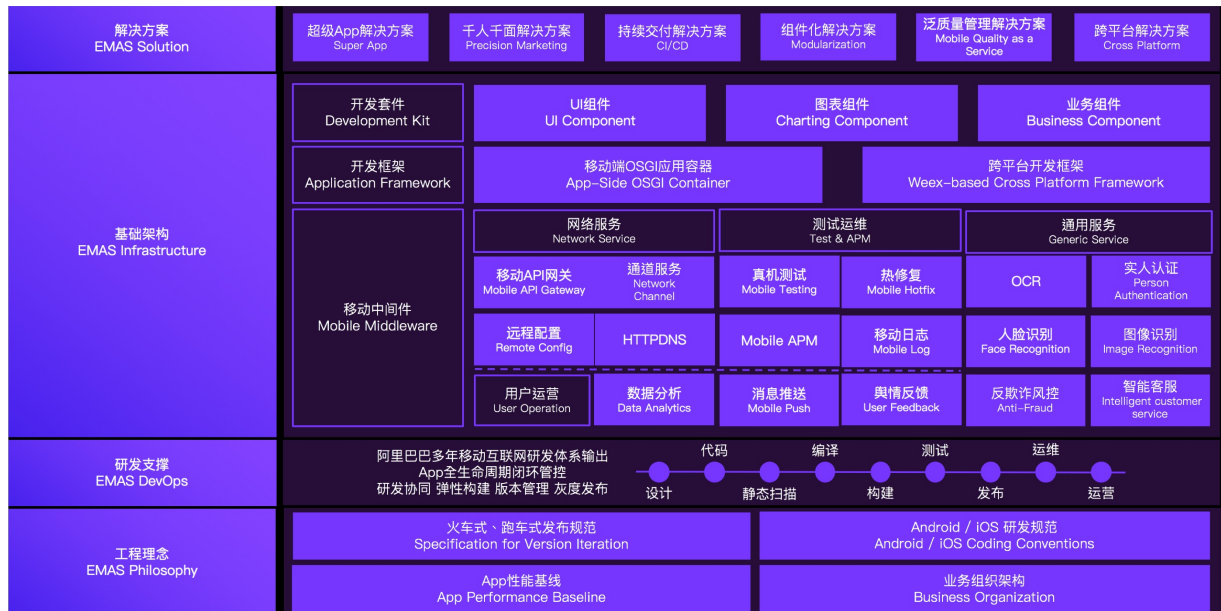 解决方案
EMAS Solution
超级App解决方案
Super App
千人千面解决方案
Precision Marketing
持续交付解决方案
CI/CD
组件化解决方案
Modularization
泛质量管理解决方案
Mobile Quality as a
Service
跨平台解决方案
Cross Platform
基础架构
EMAS Infrastructure
开发套件
Development Kit
UI组件
UI Component
图表组件
Charting Component
业务组件
Business Component
开发框架
Application Framework
移动端OSGI应用容器
App-Side OSGI Container
跨平台开发框架
Weex-based Cross Platform Framework
移动中间件
Mobile Middleware
网络服务
Network Service
测试运维
Test & APM
通用服务
Generic Service
移动API网关
Mobile API Gateway
通道服务
Network
Channel
真机测试
Mobile Testing
热修复
Mobile Hotfix
OCR
实人认证
Person
Authentication
远程配置
Remote Config
HTTPDNS
Mobile APM
移动日志
Mobile Log
人脸识别
Face Recognition
图像识别
Image Recognition
用户运营
User Operation
数据分析
Data Analytics
消息推送
Mobile Push
舆情反馈
User Feedback
反欺诈风控
Anti-Fraud
智能客服
Intelligent customer
service
研发支撑
EMAS DevOps
阿里巴巴多年移动互联网研发体系输出
App全生命周期闭环管控
研发协同 弹性构建 版本管理 灰度发布
代码
编译
测试
运维
设计
静态扫描
构建
发布
运营
工程理念
EMAS Philosophy
火车式、跑车式发布规范
Specification for Version Iteration
Android / iOS 研发规范
Android / iOS Coding Conventions
App性能基线
App Performance Baseline
业务组织架构
Business Organization